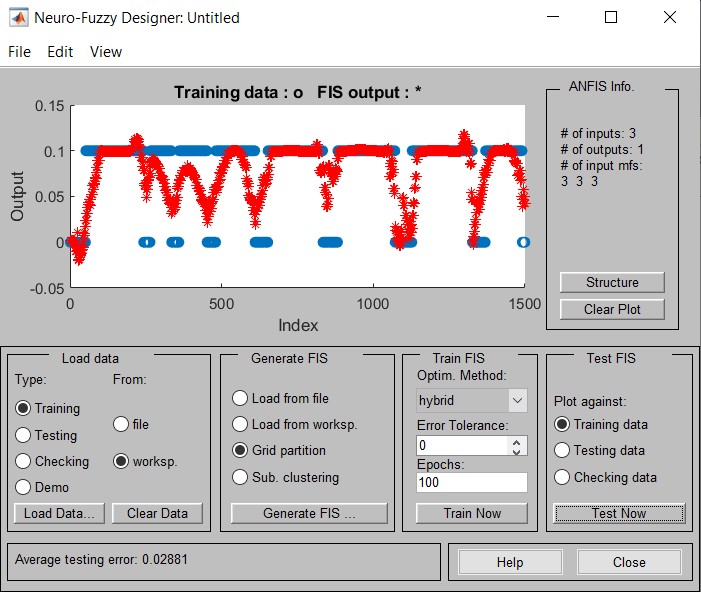 Neuro-Fuzzy Designer: Untitled
File Edit View
Training data : o FIS output : *
0.15
0.1
0.05
0
-0.05
Output
0 500 1000 1500
Index
ANFIS Info.
# of inputs: 3
# of outputs: 1
# of input mfs:
3 3 3
Structure
Clear Plot
Load data
Type: From:
Training
Testing
Checking
Demo
file
worksp.
Load Data...
Clear Data
Generate FIS
Load from file
Load from worksp.
Grid partition
Sub. clustering
Generate FIS ...
Train FIS
Optim. Method:
hybrid
Error Tolerance:
0
Epochs:
100
Train Now
Test FIS
Plot against:
Training data
Testing data
Checking data
Test Now
Average testing error: 0.02881
Help
Close